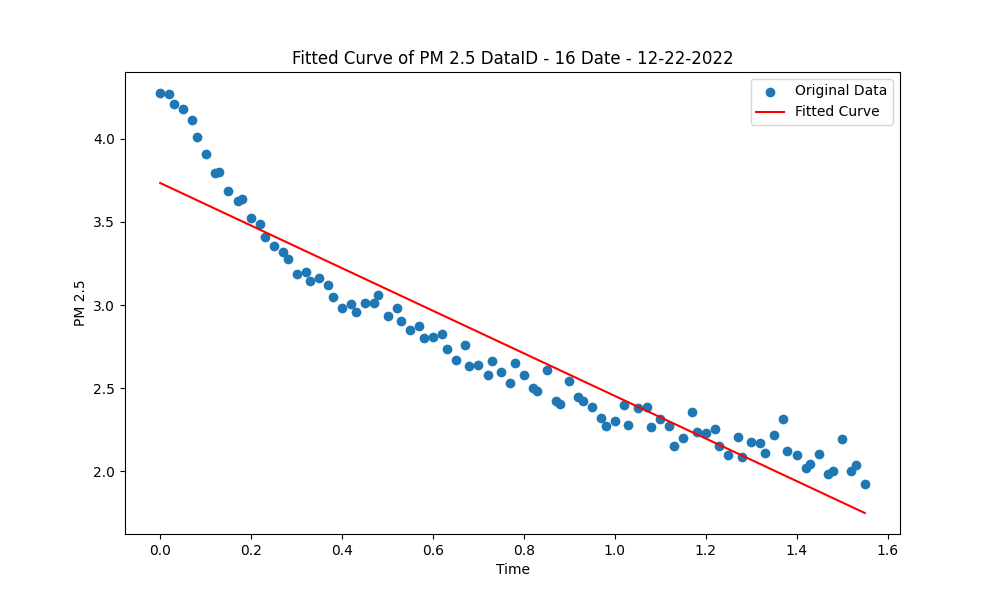 Fitted Curve of PM 2.5 DataID - 16 Date - 12-22-2022
Original Data
Fitted Curve
4.0
3.5
3.0
2.5
2.0
PM 2.5
0.0 0.2 0.4 0.6 0.8 1.0 1.2 1.4 1.6
Time